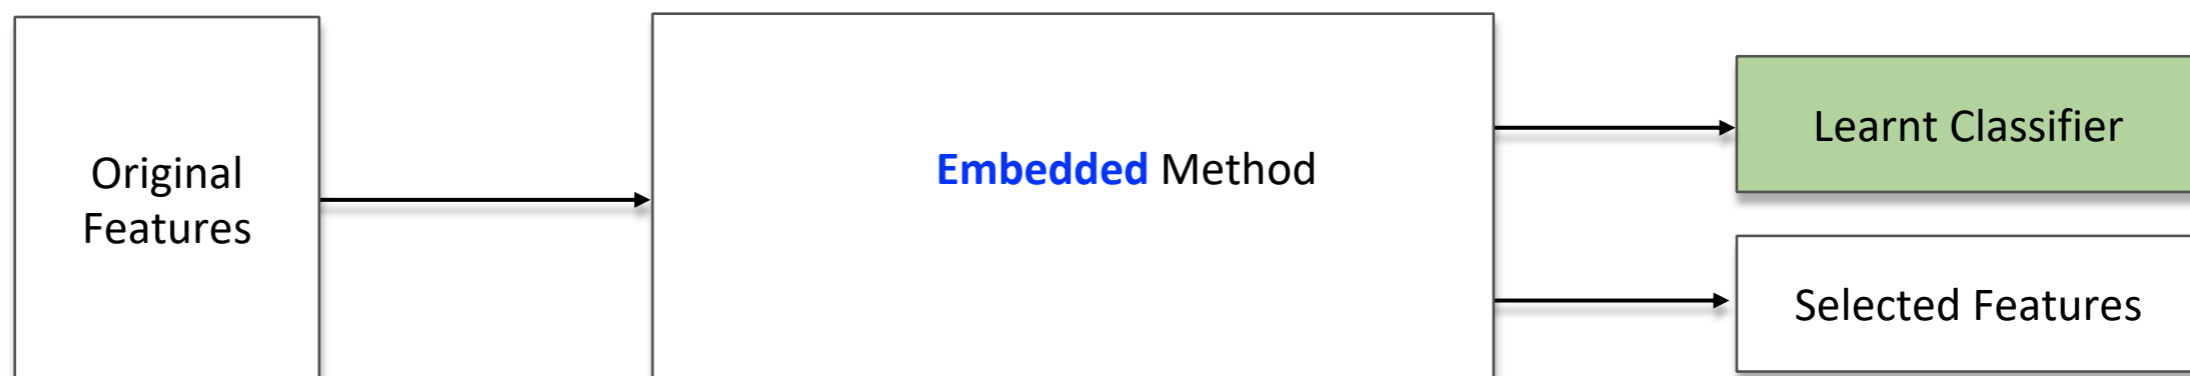 Original
Features
Embedded Method
Learnt Classifier
Selected Features